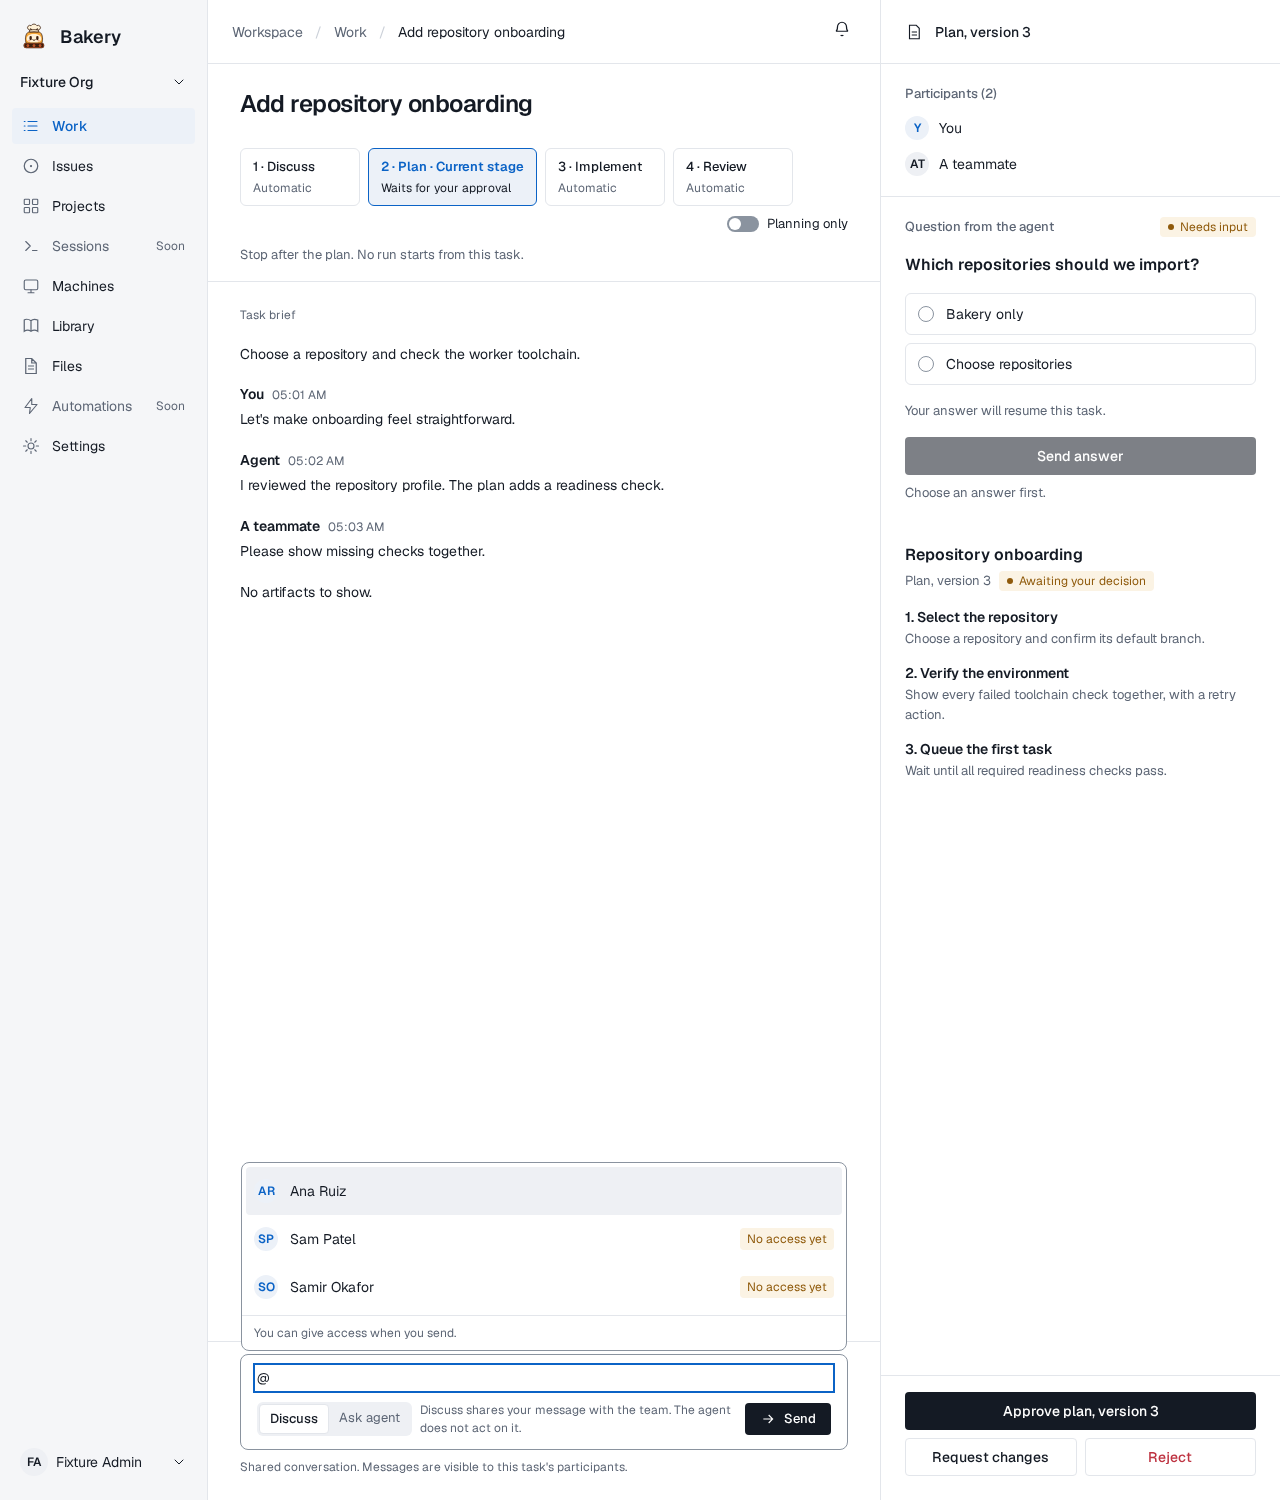 Bakery
Fixture Org
Work
Issues
Projects
Sessions Soon
Machines
Library
Files
Automations Soon
Settings
FA Fixture Admin
Workspace / Work / Add repository onboarding
Add repository onboarding
1 · Discuss
Automatic
2 · Plan · Current stage
Waits for your approval
3 · Implement
Automatic
4 · Review
Automatic
Planning only
Stop after the plan. No run starts from this task.
Task brief
Choose a repository and check the worker toolchain.
You 05:01 AM
Let's make onboarding feel straightforward.
Agent 05:02 AM
I reviewed the repository profile. The plan adds a readiness check.
A teammate 05:03 AM
Please show missing checks together.
No artifacts to show.
AR Ana Ruiz
SP Sam Patel No access yet
SO Samir Okafor No access yet
You can give access when you send.
@
Discuss Ask agent
Discuss shares your message with the team. The agent
does not act on it.
Send
Shared conversation. Messages are visible to this task's participants.
Plan, version 3
Participants (2)
Y You
AT A teammate
Question from the agent Needs input
Which repositories should we import?
Bakery only
Choose repositories
Your answer will resume this task.
Send answer
Choose an answer first.
Repository onboarding
Plan, version 3 Awaiting your decision
1. Select the repository
Choose a repository and confirm its default branch.
2. Verify the environment
Show every failed toolchain check together, with a retry
action.
3. Queue the first task
Wait until all required readiness checks pass.
Approve plan, version 3
Request changes Reject